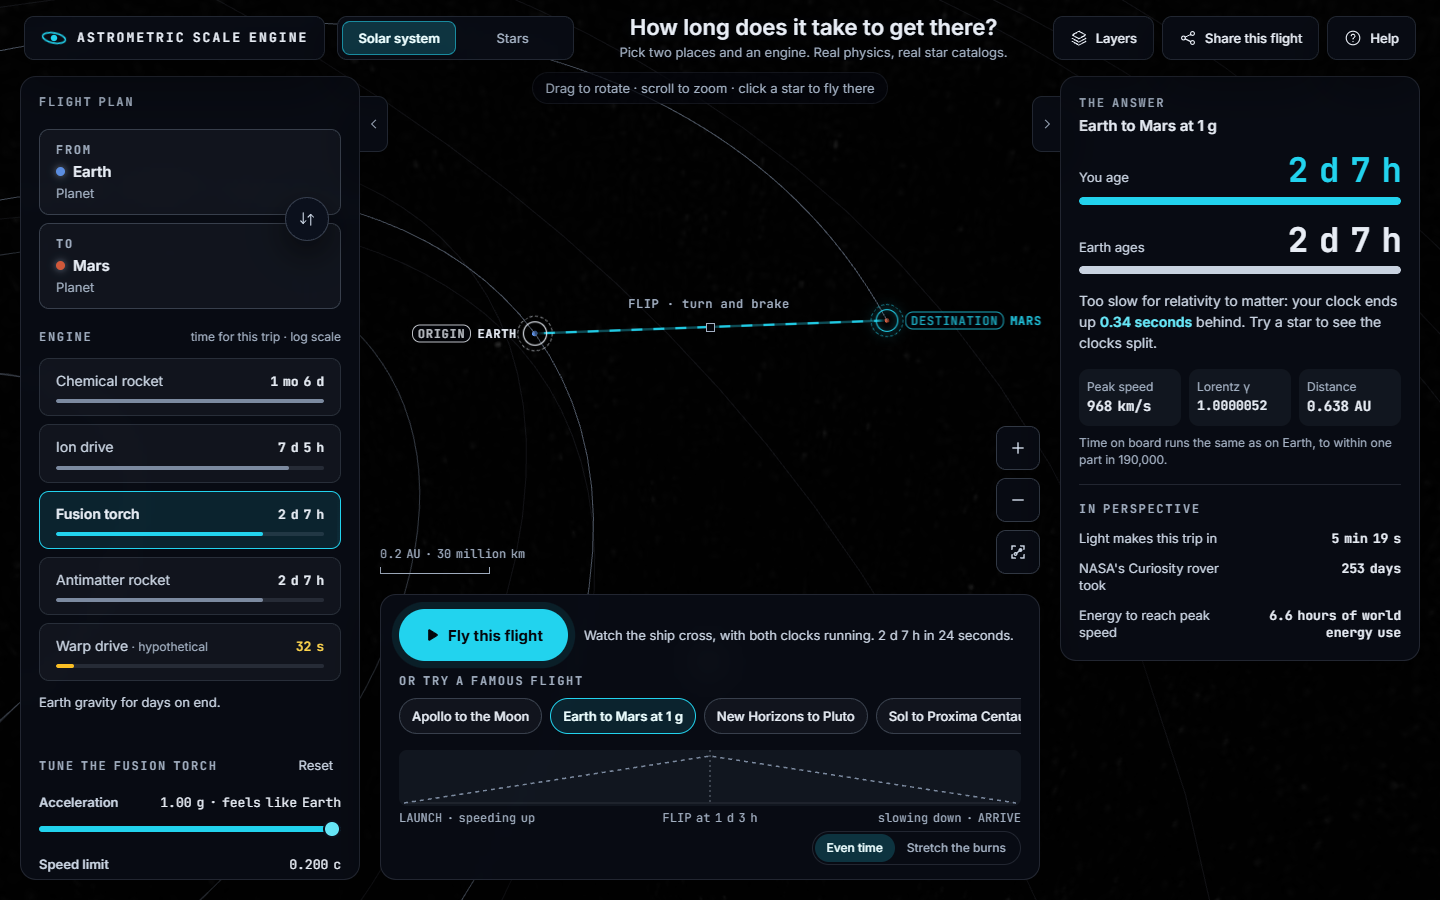 ASTROMETRIC SCALE ENGINE
Solar system
Stars
How long does it take to get there?
Pick two places and an engine. Real physics, real star catalogs.
Layers
Share this flight
Help
Drag to rotate · scroll to zoom · click a star to fly there
FLIGHT PLAN
FROM
Earth
Planet
TO
Mars
Planet
ENGINE
time for this trip · log scale
Chemical rocket
1 mo 6 d
Ion drive
7 d 5 h
Fusion torch
2 d 7 h
Antimatter rocket
2 d 7 h
Warp drive · hypothetical
32 s
Earth gravity for days on end.
TUNE THE FUSION TORCH
Reset
Acceleration
1.00 g · feels like Earth
Speed limit
0.200 c
FLIP · turn and brake
ORIGIN EARTH
DESTINATION MARS
0.2 AU · 30 million km
Fly this flight
Watch the ship cross, with both clocks running. 2 d 7 h in 24 seconds.
OR TRY A FAMOUS FLIGHT
Apollo to the Moon
Earth to Mars at 1 g
New Horizons to Pluto
Sol to Proxima Centau
LAUNCH · speeding up
FLIP at 1 d 3 h
slowing down · ARRIVE
Even time
Stretch the burns
THE ANSWER
Earth to Mars at 1 g
You age
2 d 7 h
Earth ages
2 d 7 h
Too slow for relativity to matter: your clock ends
up 0.34 seconds behind. Try a star to see the
clocks split.
Peak speed
968 km/s
Lorentz γ
1.0000052
Distance
0.638 AU
Time on board runs the same as on Earth, to within one
part in 190,000.
IN PERSPECTIVE
Light makes this trip in
5 min 19 s
NASA's Curiosity rover
took
253 days
Energy to reach peak
speed
6.6 hours of world
energy use